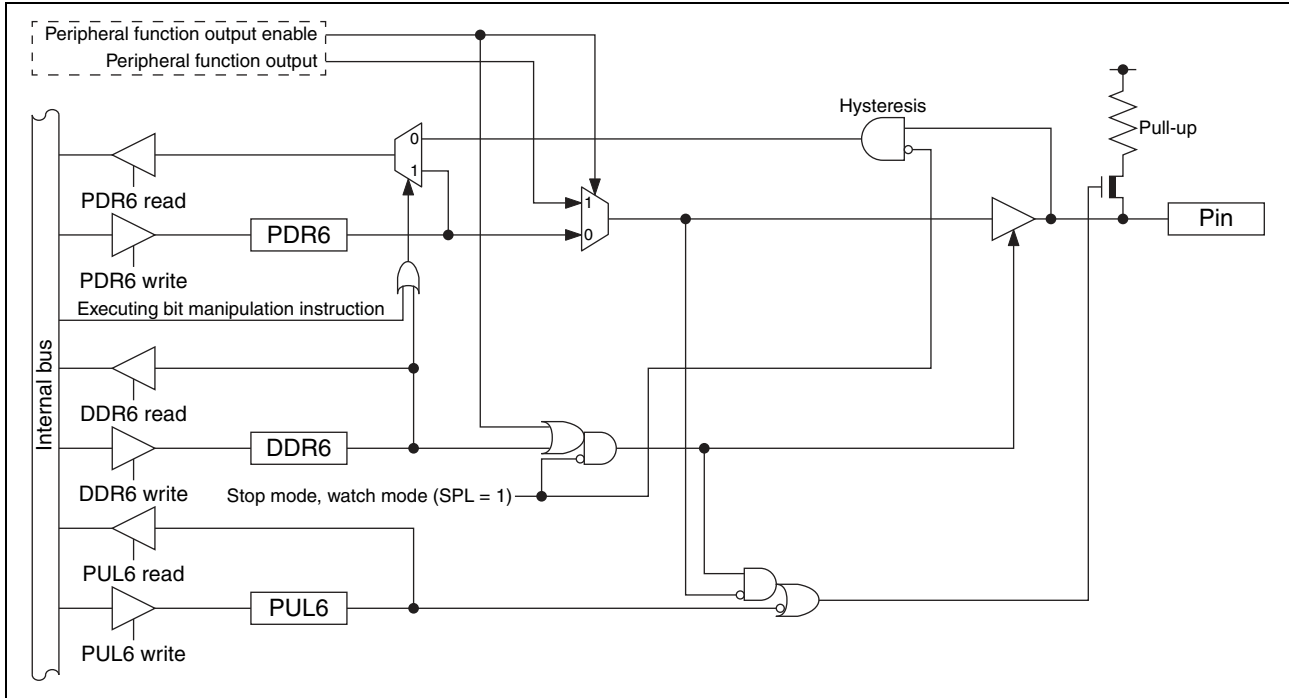 Peripheral function output enable
Peripheral function output
Hysteresis
Pull-up
0
1
PDR6 read
1
PDR6
0
Pin
PDR6 write
Executing bit manipulation instruction
Internal bus
DDR6 read
DDR6
DDR6 write
Stop mode, watch mode (SPL = 1)
PUL6 read
PUL6
PUL6 write